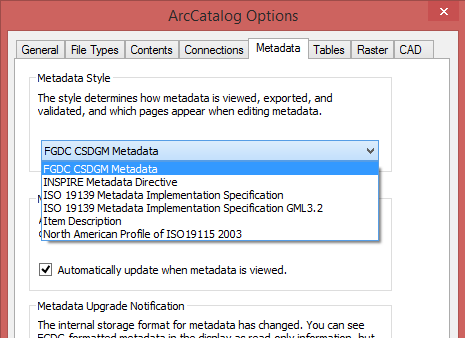 ArcCatalog Options
General File Types Contents Connections Metadata Tables Raster CAD
Metadata Style
The style determines how metadata is viewed, exported, and
validated, and which pages appear when editing metadata.
FGDC CSDGM Metadata
FGDC CSDGM Metadata
INSPIRE Metadata Directive
ISO 19139 Metadata Implementation Specification
ISO 19139 Metadata Implementation Specification GML3.2
Item Description
North American Profile of ISO19115 2003
Automatically update when metadata is viewed.
Metadata Upgrade Notification
The internal storage format for metadata has changed. You can see
FGDC-formatted metadata in the display as read-only information, but